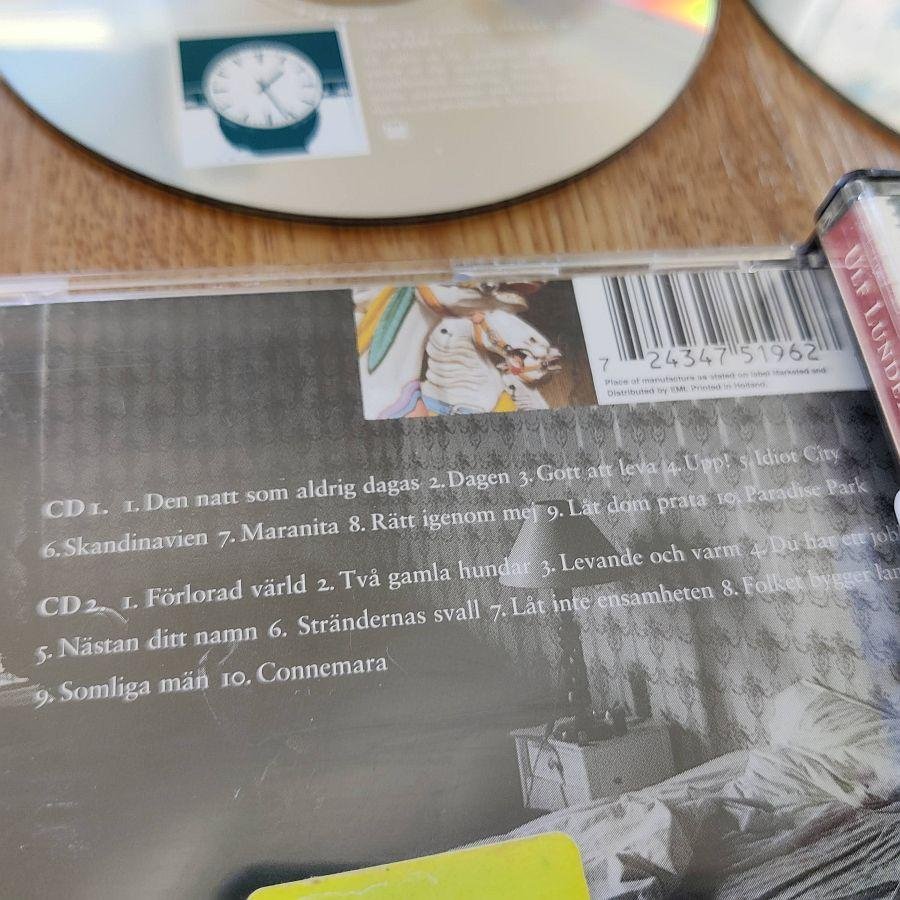 ULF LUNDE
7 24347 51962
Place of manufacture as stated on label Marketed and
Distributed by EMI. Printed in Holland.
CD 1. 1. Den natt som aldrig dagas 2. Dagen 3. Gott att leva 4. Upp! 5. Idiot City
6. Skandinavien 7. Maranita 8. Rätt igenom mej 9. Låt dom prata 10. Paradise Park
CD 2. 1. Förlorad värld 2. Två gamla hundar 3. Levande och varm 4. Du har ett job
5. Nästan ditt namn 6. Strändernas svall 7. Låt inte ensamheten 8. Folket bygger lan
9. Somliga män 10. Connemara